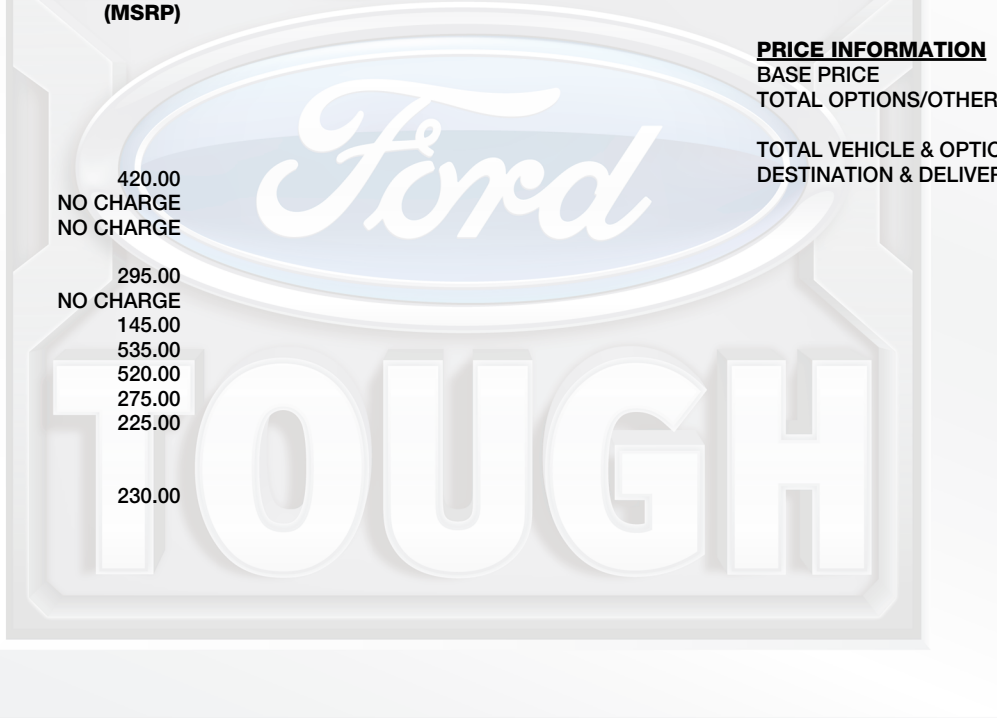 (MSRP)
420.00
NO CHARGE
NO CHARGE
295.00
NO CHARGE
145.00
535.00
520.00
275.00
225.00
230.00
PRICE INFORMATION
BASE PRICE
TOTAL OPTIONS/OTHER
TOTAL VEHICLE & OPTIO
DESTINATION & DELIVER
Ford
TOUGH